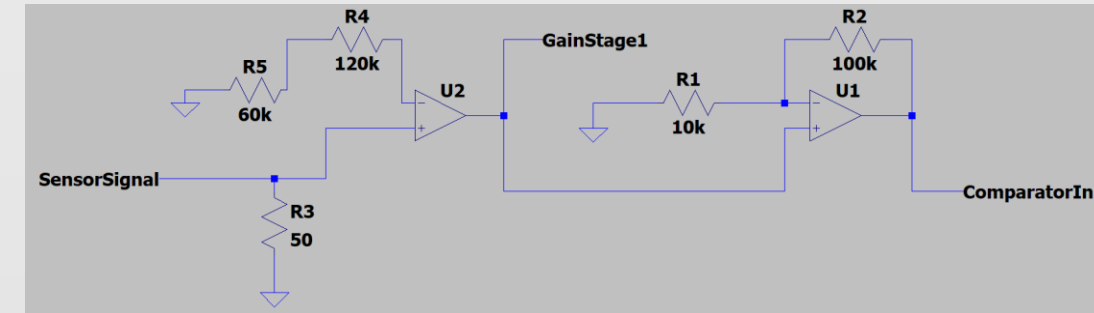 R4
120k
R5
60k
U2
GainStage1
R2
100k
R1
10k
U1
SensorSignal
R3
50
ComparatorIn